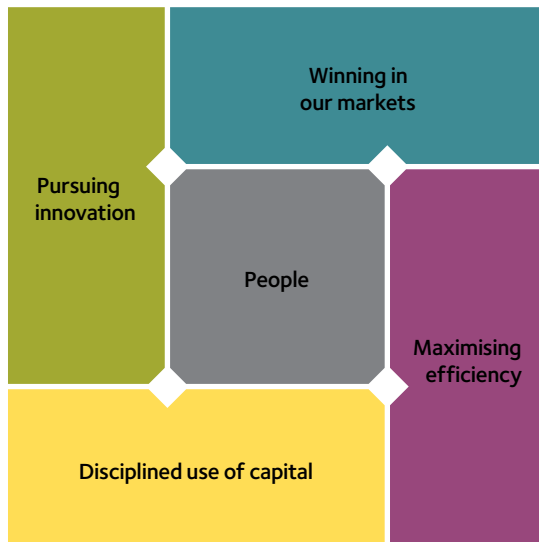 Winning in
our markets
Pursuing
innovation
People
Maximising
efficiency
Disciplined use of capital